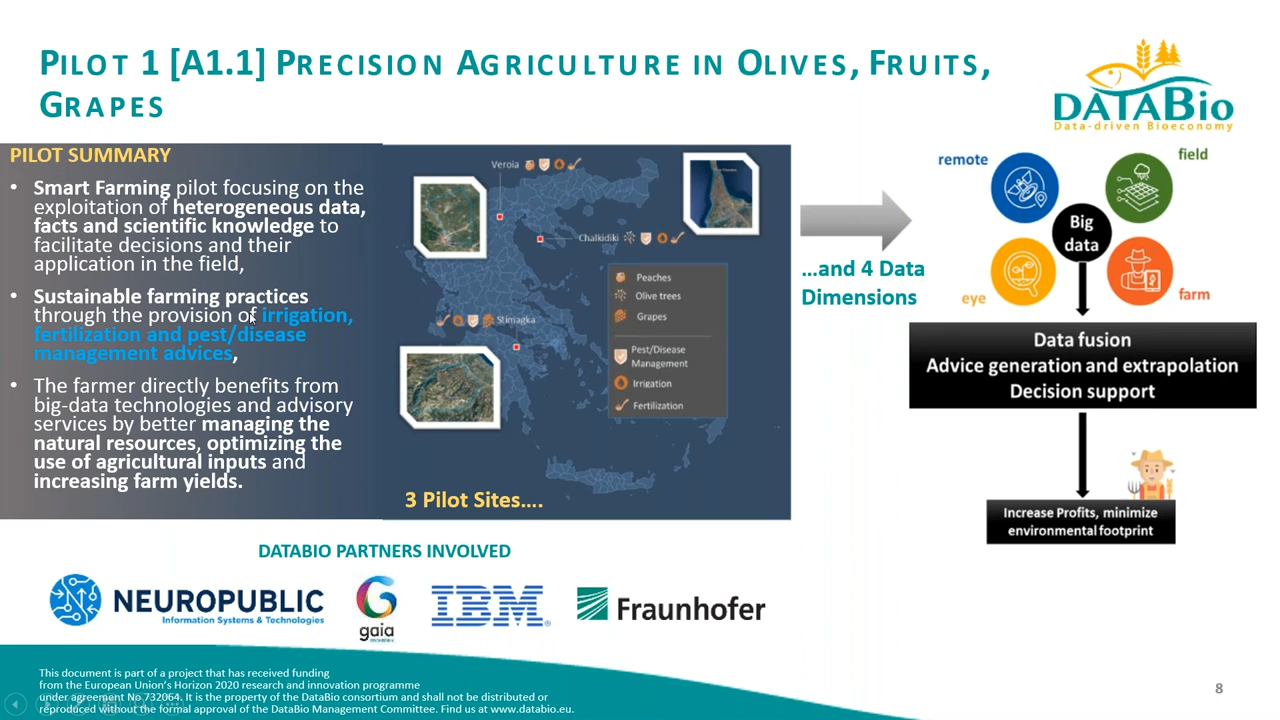 PILOT 1 [A1.1] PRECISION AGRICULTURE IN OLIVES, FRUITS,
GRAPES
DATABIO
Data-driven Bioeconomy
PILOT SUMMARY
• Smart Farming pilot focusing on the
exploitation of heterogeneous data,
facts and scientific knowledge to
facilitate decisions and their
application in the field,
• Sustainable farming practices
through the provision of irrigation,
fertilization and pest/disease
management advices,
• The farmer directly benefits from
big-data technologies and advisory
services by better managing the
natural resources, optimizing the
use of agricultural inputs and
increasing farm yields.
Veroia
Chalkidiki
Stimagka
Peaches
Olive trees
Grapes
Pest/Disease
Management
Irrigation
Fertilization
3 Pilot Sites....
...and 4 Data
Dimensions
remote
field
Big
data
eye
farm
Data fusion
Advice generation and extrapolation
Decision support
Increase Profits, minimize
environmental footprint
DATABIO PARTNERS INVOLVED
NEUROPUBLIC
Information Systems & Technologies
gaia
IBM
Fraunhofer
This document is part of a project that has received funding
from the European Union's Horizon 2020 research and innovation programme
under agreement No 732064. It is the property of the DataBio consortium and shall not be distributed or
reproduced without the formal approval of the DataBio Management Committee. Find us at www.databio.eu.
8